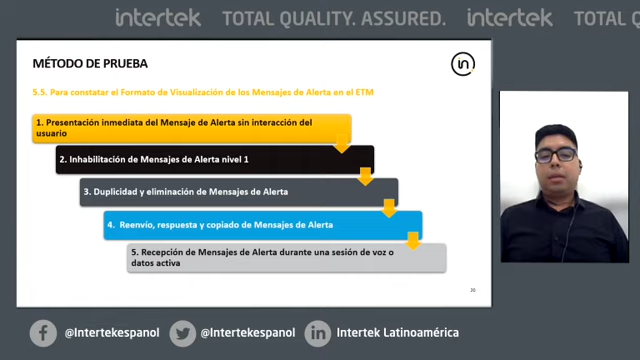 intertek TOTAL QUALITY. ASSURED. intertek TOTAL Q
MÉTODO DE PRUEBA
in
5.5. Para constatar el Formato de Visualización de los Mensajes de Alerta en el ETM
1. Presentación inmediata del Mensaje de Alerta sin interacción del
usuario
2. Inhabilitación de Mensajes de Alerta nivel 1
3. Duplicidad y eliminación de Mensajes de Alerta
4. Reenvío, respuesta y copiado de Mensajes de Alerta
5. Recepción de Mensajes de Alerta durante una sesión de voz o
datos activa
20
@Intertekespanol @Intertekespanol in Intertek Latinoamérica